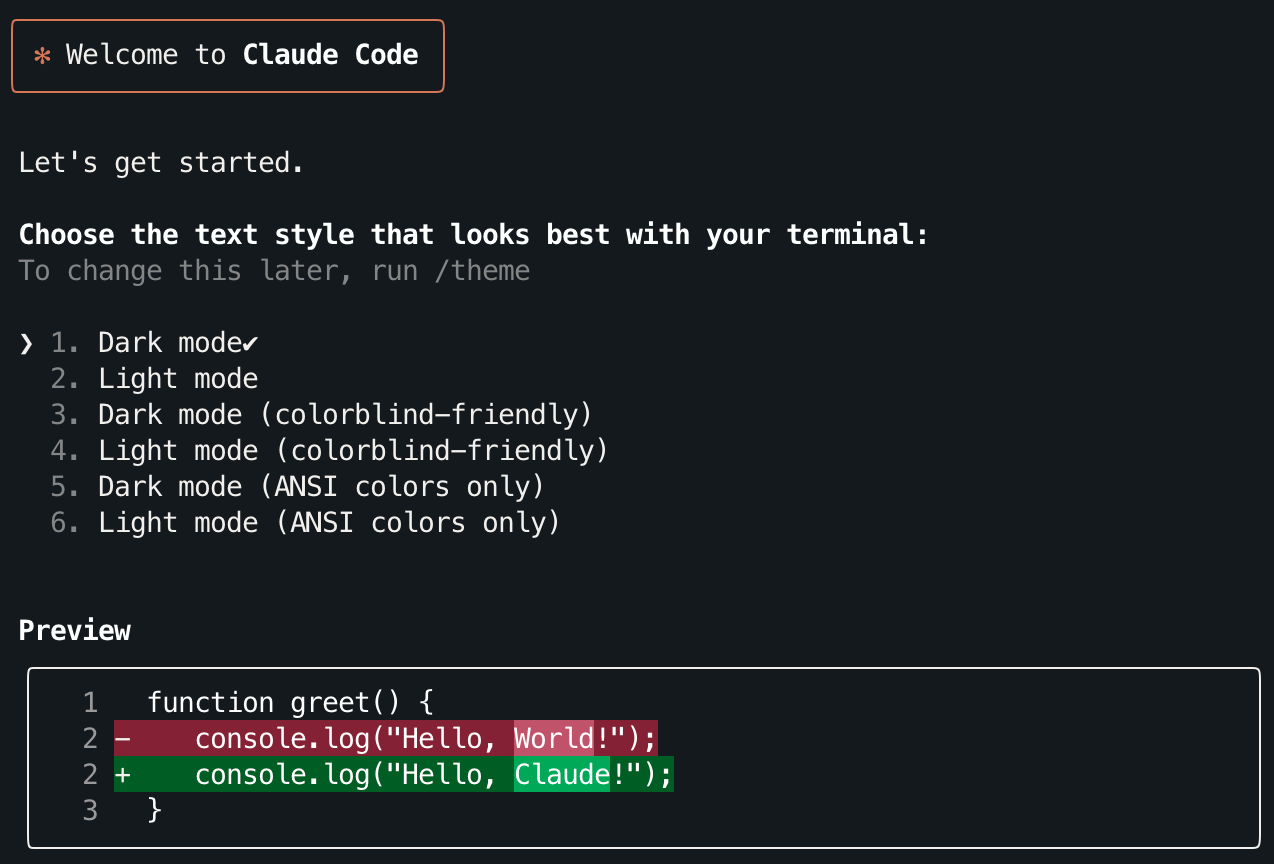 ✻ Welcome to Claude Code
Let's get started.
Choose the text style that looks best with your terminal:
To change this later, run /theme
❯ 1. Dark mode✔
2. Light mode
3. Dark mode (colorblind-friendly)
4. Light mode (colorblind-friendly)
5. Dark mode (ANSI colors only)
6. Light mode (ANSI colors only)
Preview
1 function greet() {
2 - console.log("Hello, World!");
2 + console.log("Hello, Claude!");
3 }